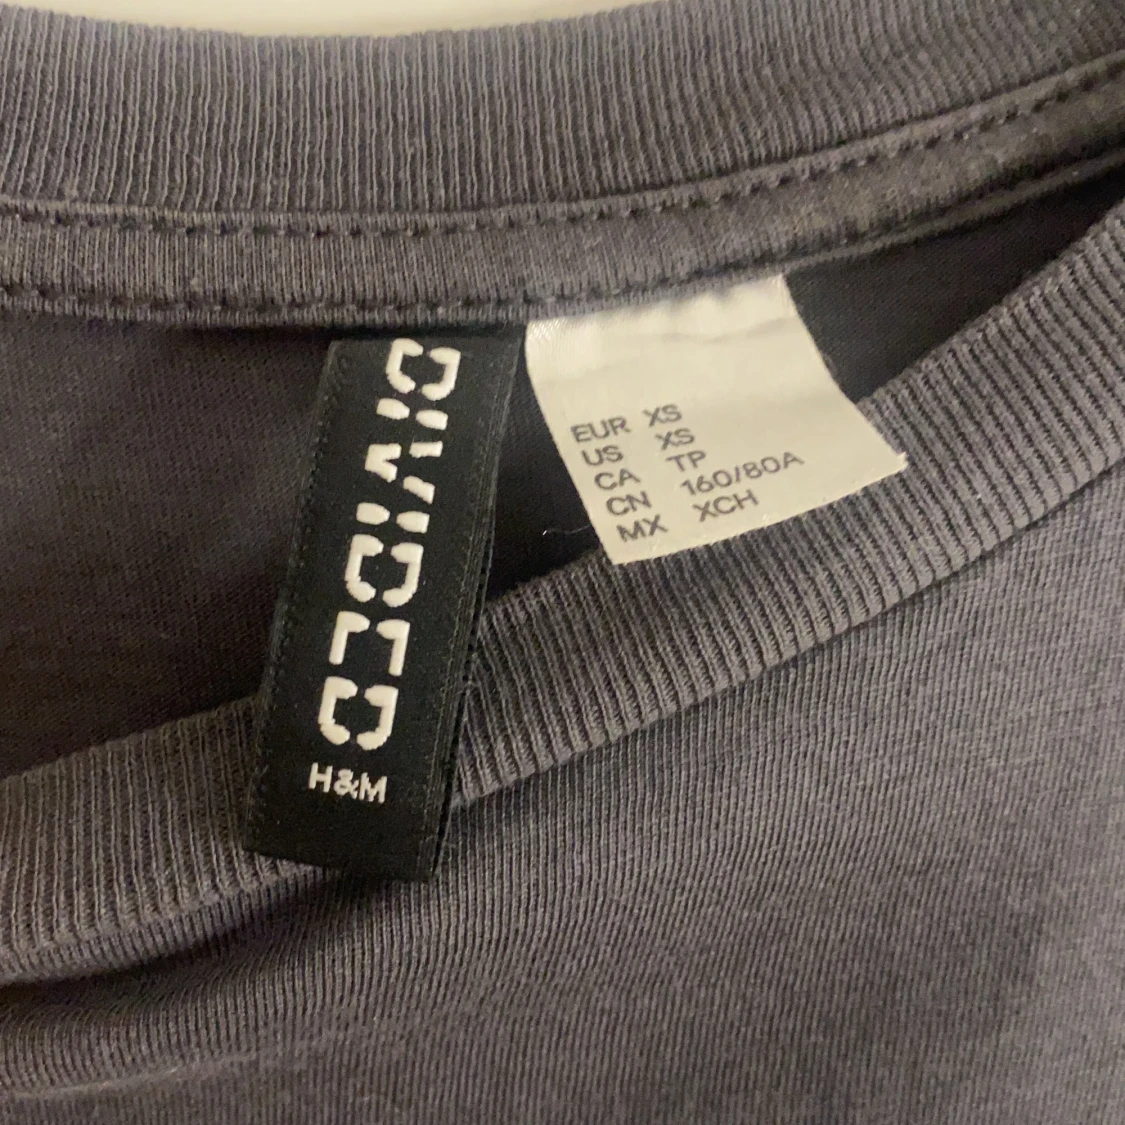 DIVIDED
H&M
EUR XS
US XS
CA TP
CN 160/80A
MX XCH